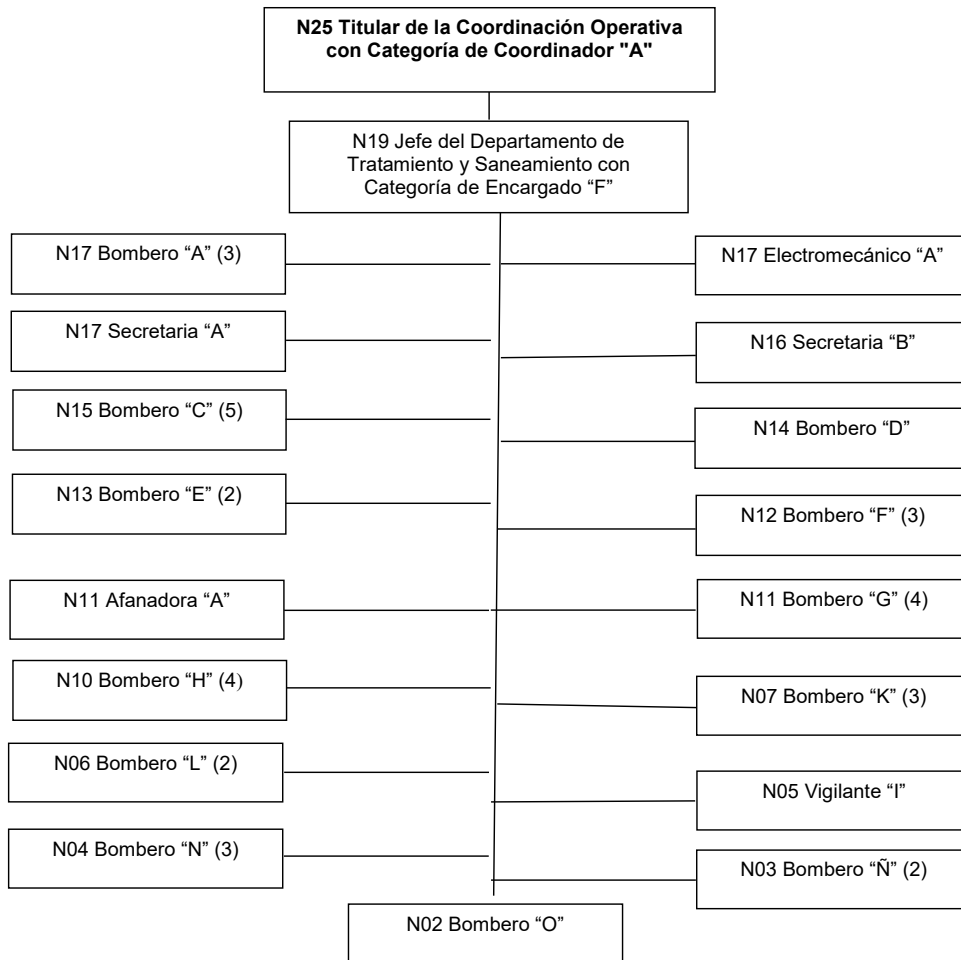 N25 Titular de la Coordinación Operativa
con Categoría de Coordinador "A"
N19 Jefe del Departamento de
Tratamiento y Saneamiento con
Categoría de Encargado “F”
N17 Bombero “A” (3)
N17 Electromecánico “A”
N17 Secretaria “A”
N16 Secretaria “B”
N15 Bombero “C” (5)
N14 Bombero “D”
N13 Bombero “E” (2)
N12 Bombero “F” (3)
N11 Afanadora “A”
N11 Bombero “G” (4)
N10 Bombero “H” (4)
N07 Bombero “K” (3)
N06 Bombero “L” (2)
N05 Vigilante “I”
N04 Bombero “N” (3)
N03 Bombero “Ñ” (2)
N02 Bombero “O”